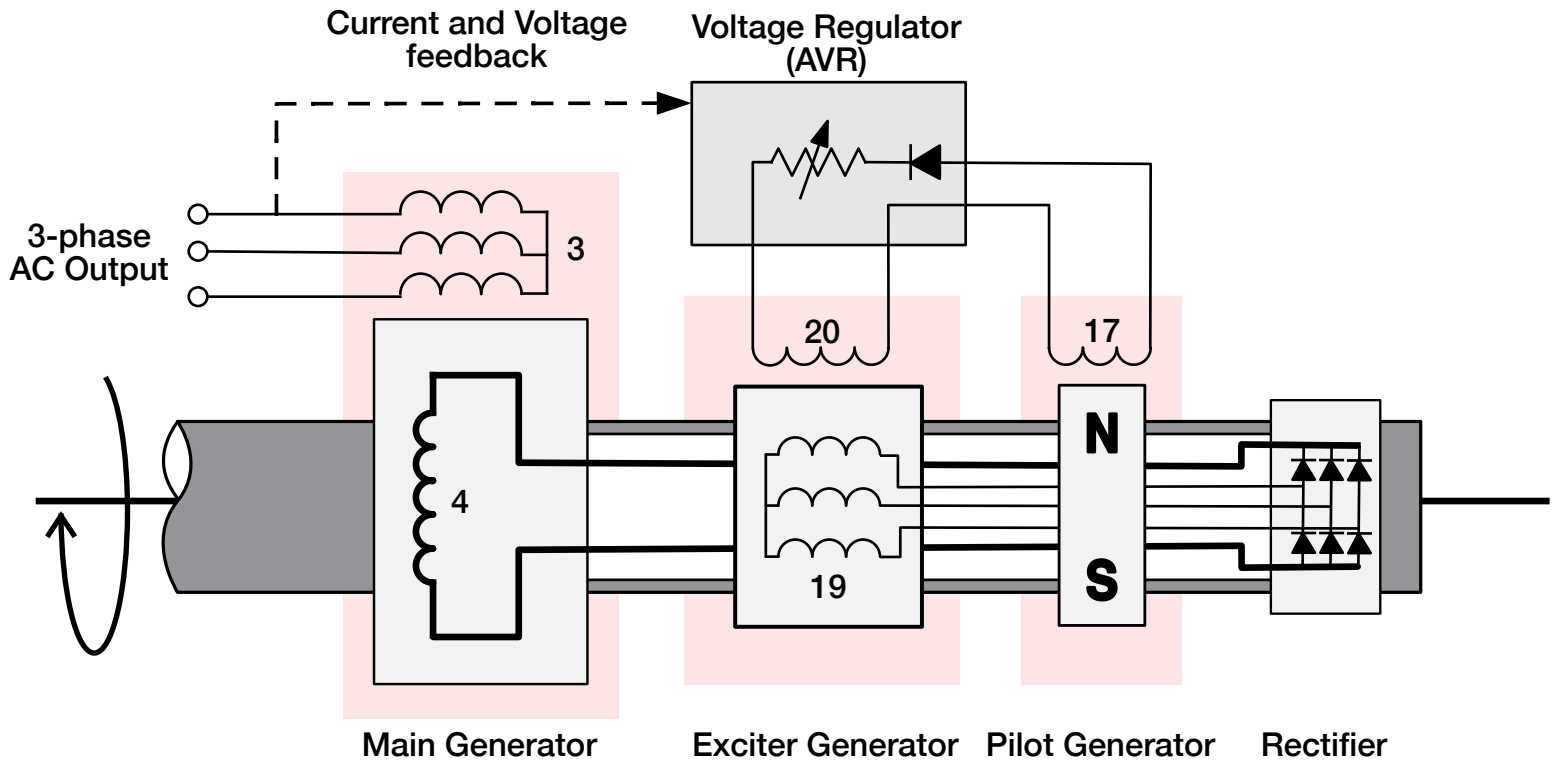 Current and Voltage
feedback
Voltage Regulator
(AVR)
3-phase
AC Output
3
20
17
4
N
S
19
Main Generator
Exciter Generator
Pilot Generator
Rectifier